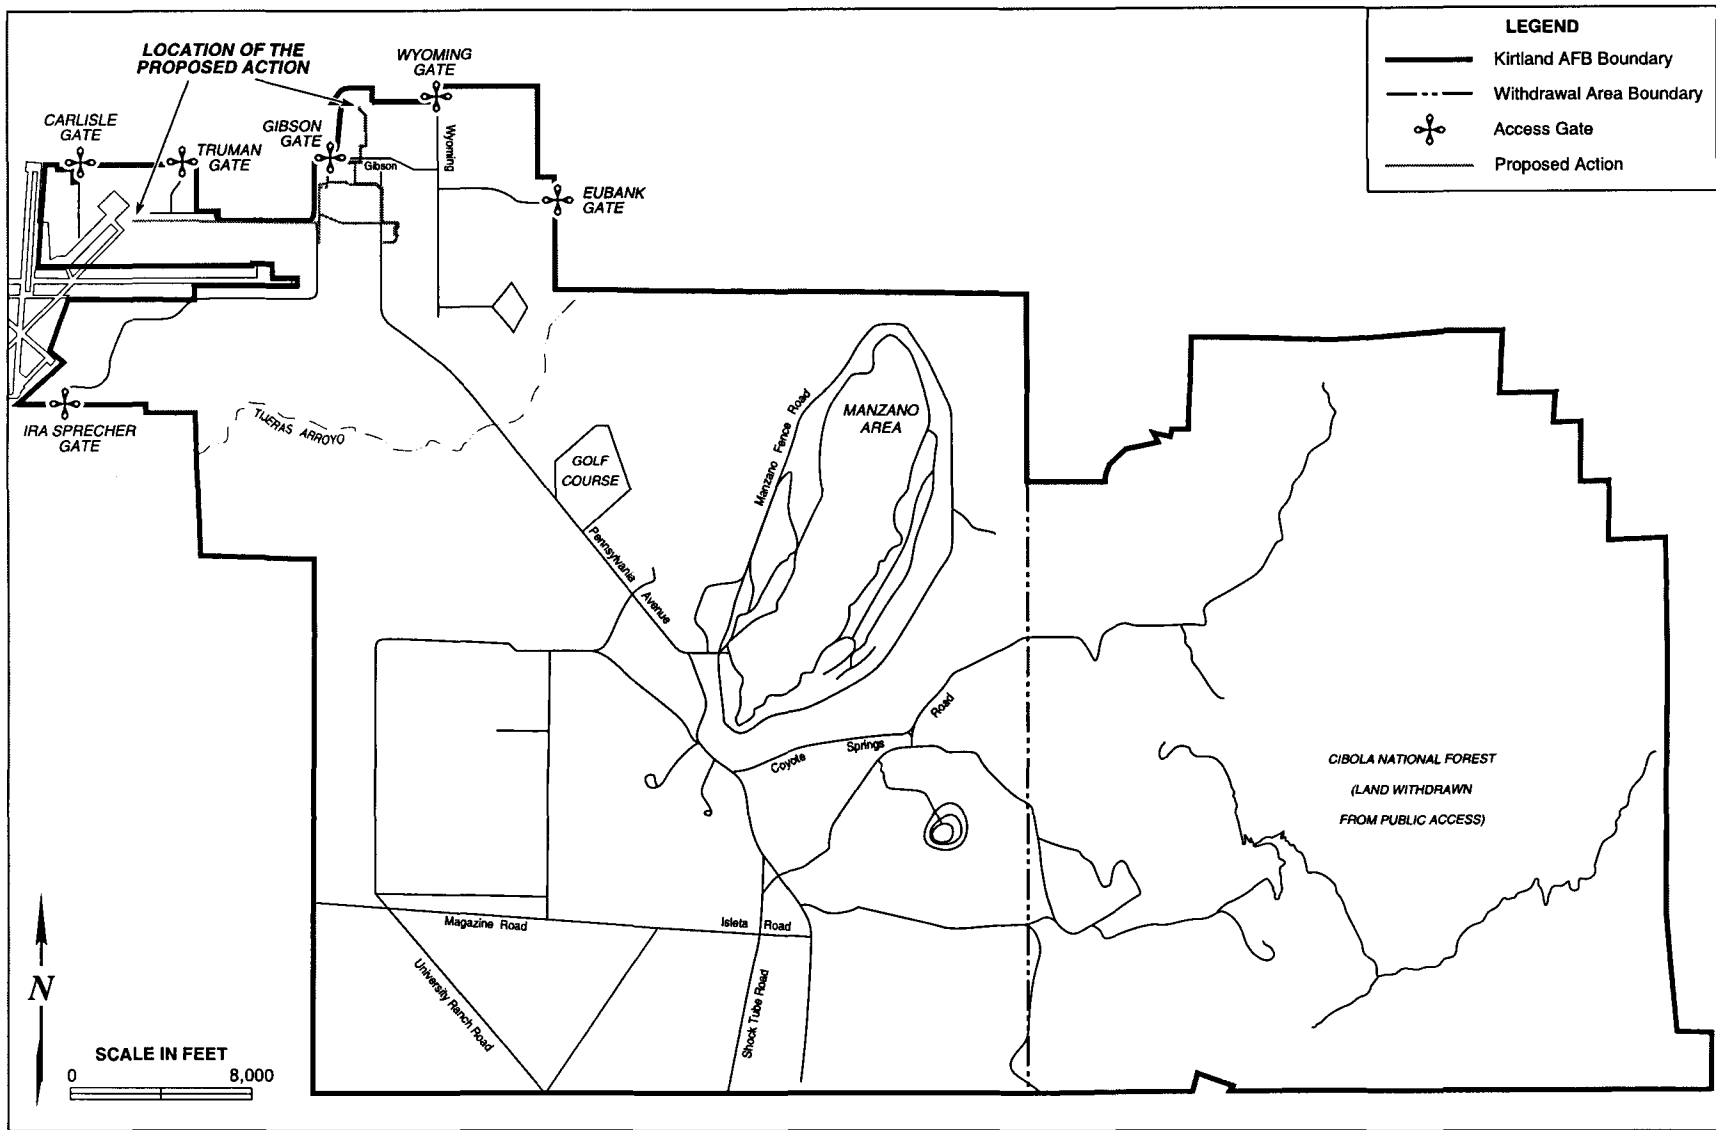 LEGEND
Kirtland AFB Boundary
Withdrawal Area Boundary
Access Gate
Proposed Action
LOCATION OF THE
PROPOSED ACTION
WYOMING
GATE
CARLISLE
GATE
TRUMAN
GATE
GIBSON
GATE
Gibson
Wyoming
EUBANK
GATE
IRA SPRECHER
GATE
TIJERAS ARROYO
GOLF
COURSE
Pennsylvania
Avenue
Manzano Fence Road
MANZANO
AREA
Coyote Springs Road
CIBOLA NATIONAL FOREST
(LAND WITHDRAWN
FROM PUBLIC ACCESS)
Magazine Road
Isleta Road
University Ranch Road
Shock Tube Road
N
SCALE IN FEET
0 8,000